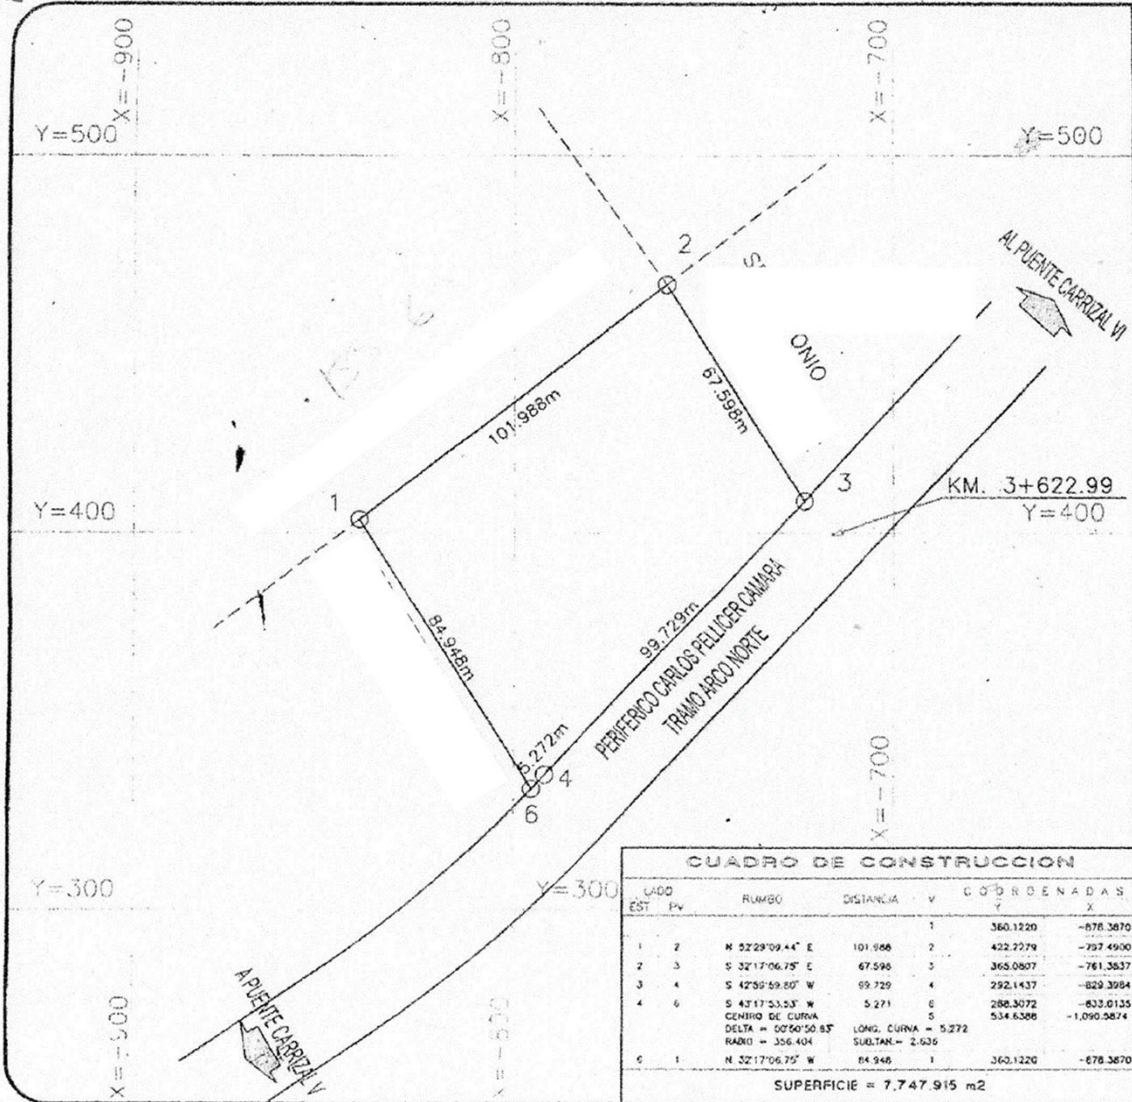 X=-900
X=-800
X=-700
Y=500
Y=500
2
AL PUENTE CARRIZAL VI
ONIO
67.598m
101.988m
3
KM. 3+622.99
Y=400
1
Y=400
84.948m
99.729m
PERIFERICO CARLOS PELLICER CAMARA
TRAMO ARCO NORTE
5.272m
4
6
X=-700
Y=300
Y=300
A PUENTE CARRIZAL V
X=-900
X=-800
CUADRO DE CONSTRUCCION
LADO RUMBO DISTANCIA V COORDENADAS
EST PV Y X
1 360.1220 -878.3870
1 2 N 52°29'09.44" E 101.988 2 422.2279 -797.4900
2 3 S 32°17'06.75" E 67.598 3 365.0807 -761.3837
3 4 S 42°59'59.80" W 99.729 4 292.1437 -829.3984
4 6 S 43°17'53.53" W 5.271 6 288.3072 -833.0135
CENTRO DE CURVA 5 534.6388 -1,090.5874
DELTA = 00°50'50.83" LONG. CURVA = 5.272
RADIO = 356.404 SUB.TAN.= 2.636
6 1 N 32°17'06.75" W 84.948 1 360.1220 -878.3870
SUPERFICIE = 7,747.915 m2